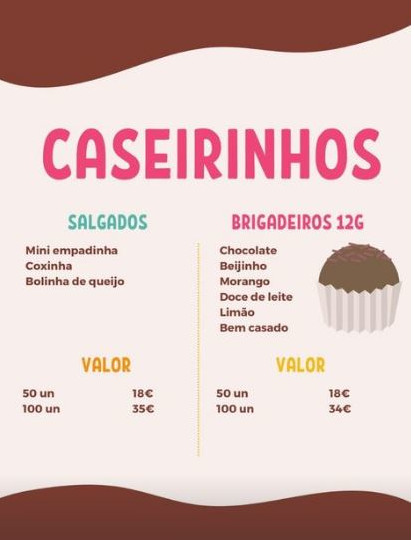 CASEIRINHOS
SALGADOS
Mini empadinha
Coxinha
Bolinha de queijo
VALOR
50 un 18€
100 un 35€
BRIGADEIROS 12G
Chocolate
Beijinho
Morango
Doce de leite
Limão
Bem casado
VALOR
50 un 18€
100 un 34€